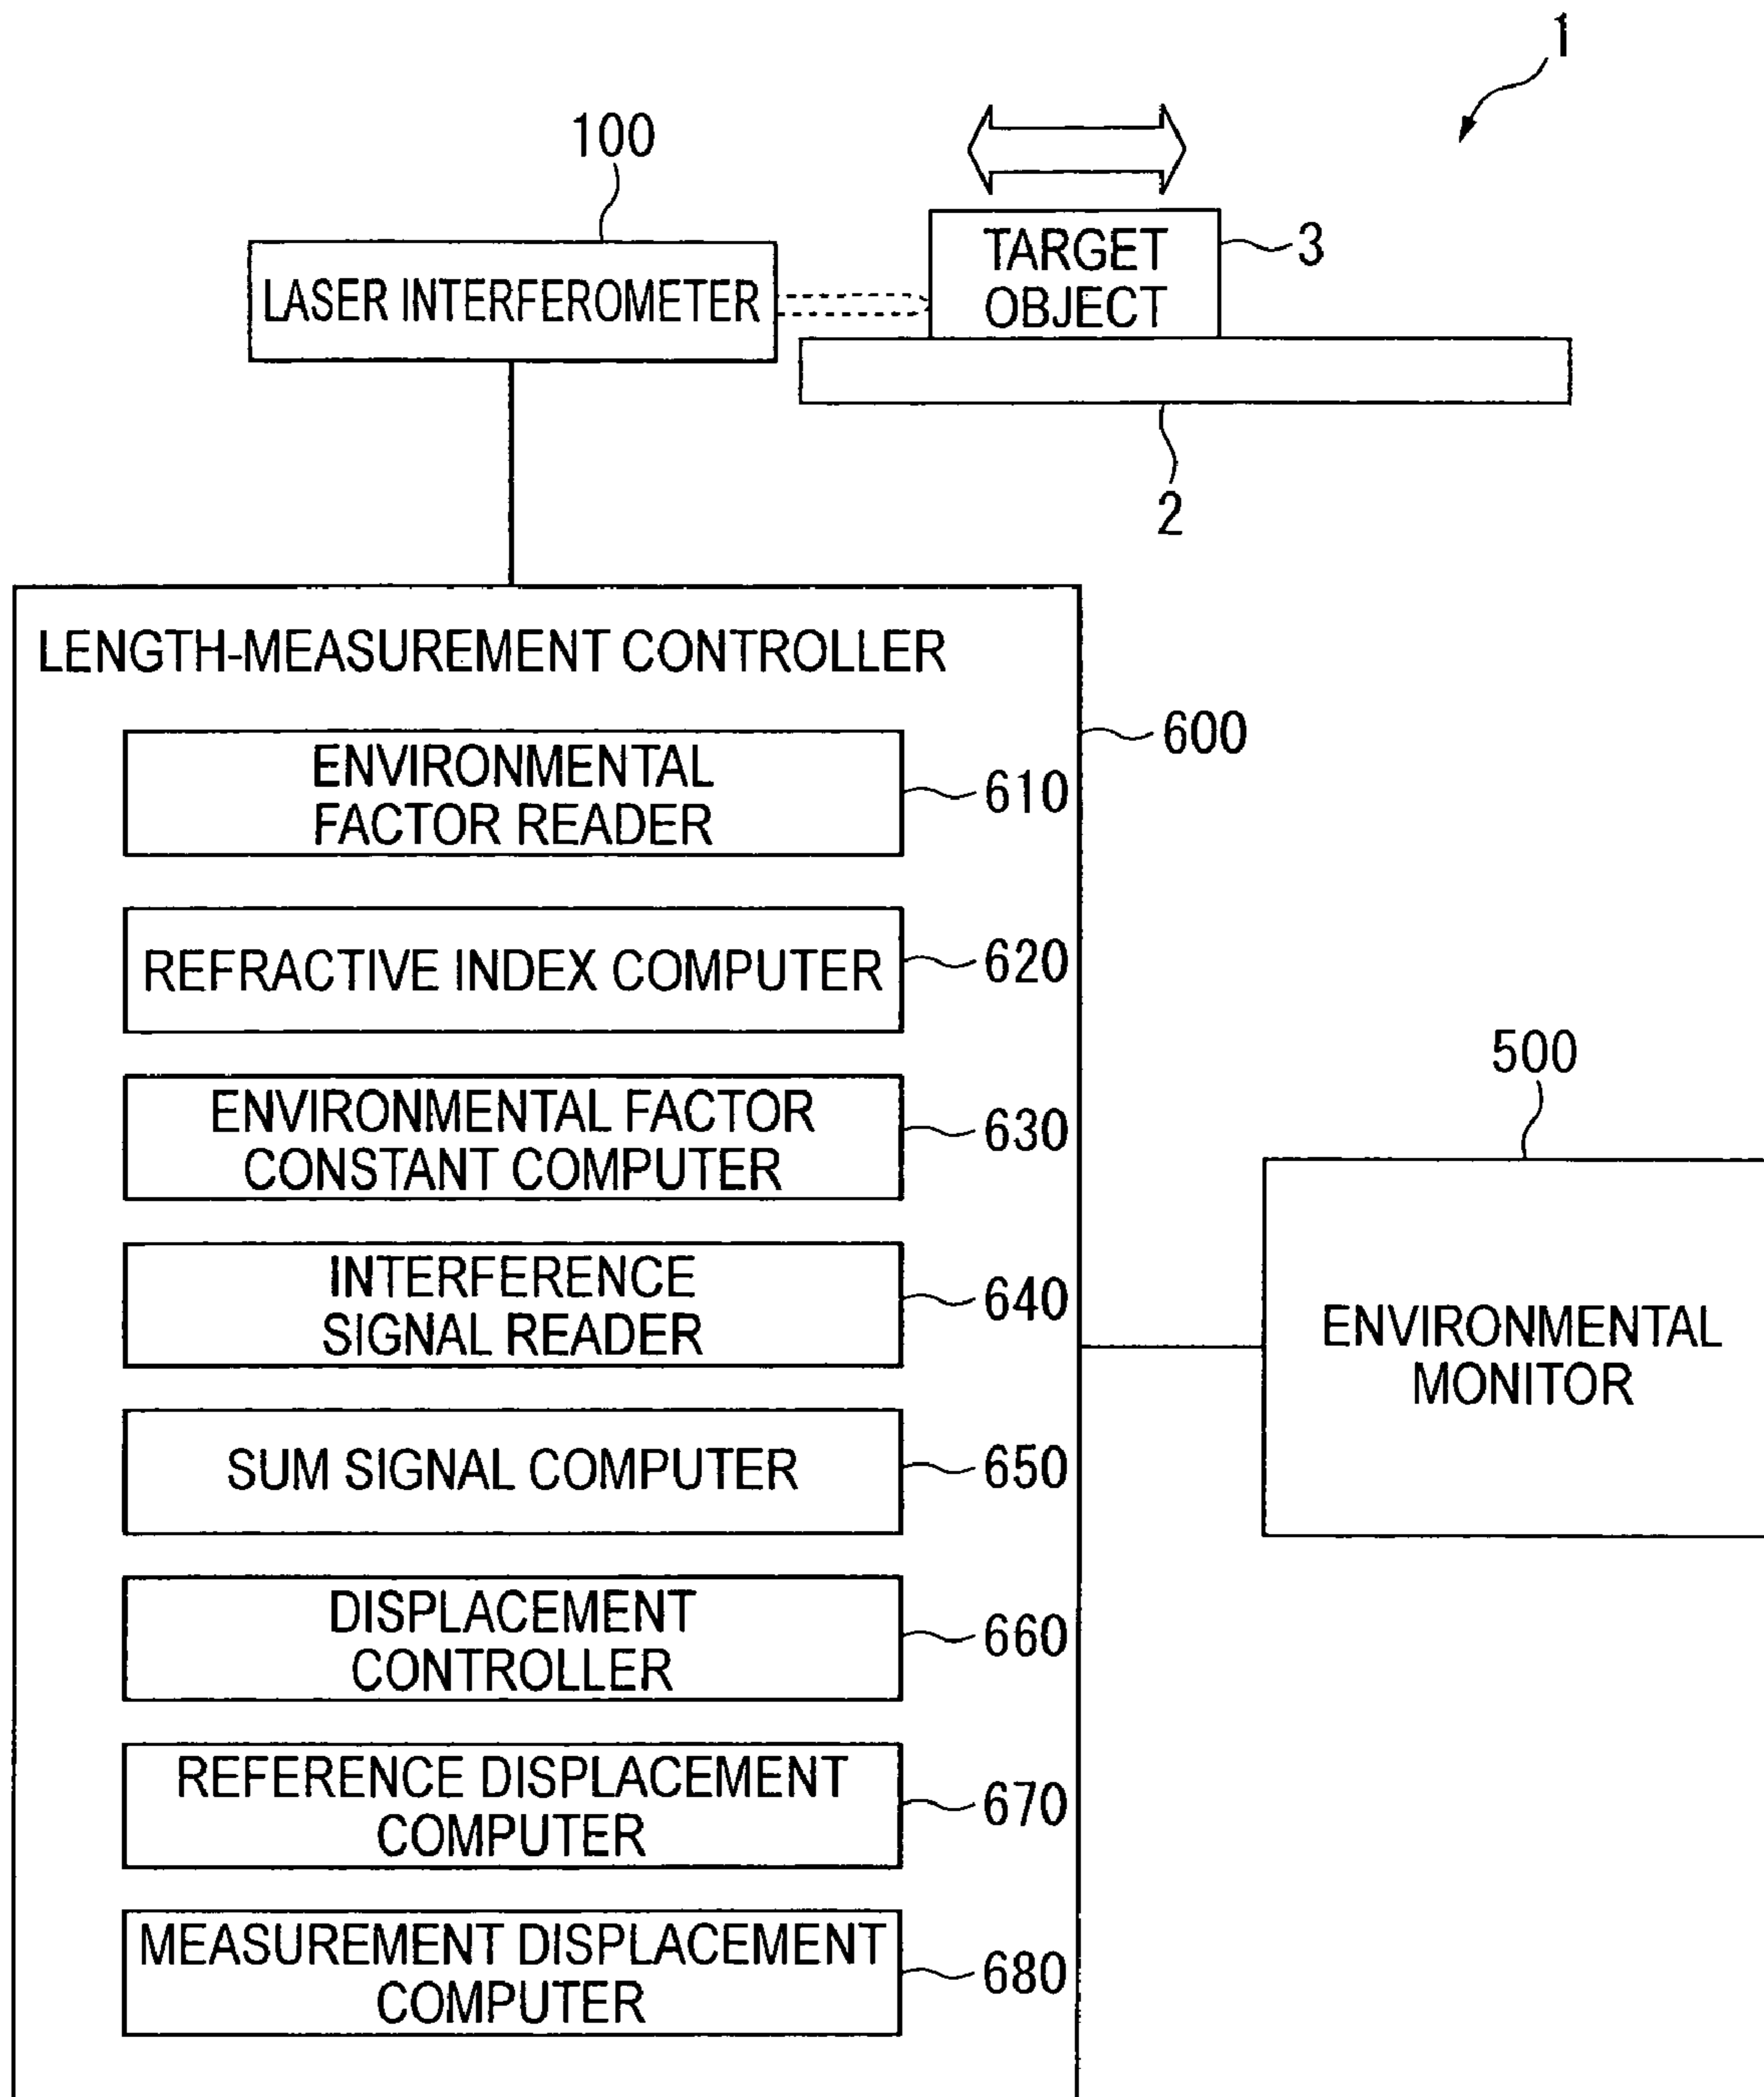 1
100
TARGET
OBJECT
3
LASER INTERFEROMETER
2
LENGTH-MEASUREMENT CONTROLLER
600
ENVIRONMENTAL
FACTOR READER
610
REFRACTIVE INDEX COMPUTER
620
ENVIRONMENTAL FACTOR
CONSTANT COMPUTER
630
INTERFERENCE
SIGNAL READER
640
SUM SIGNAL COMPUTER
650
DISPLACEMENT
CONTROLLER
660
REFERENCE DISPLACEMENT
COMPUTER
670
MEASUREMENT DISPLACEMENT
COMPUTER
680
500
ENVIRONMENTAL
MONITOR